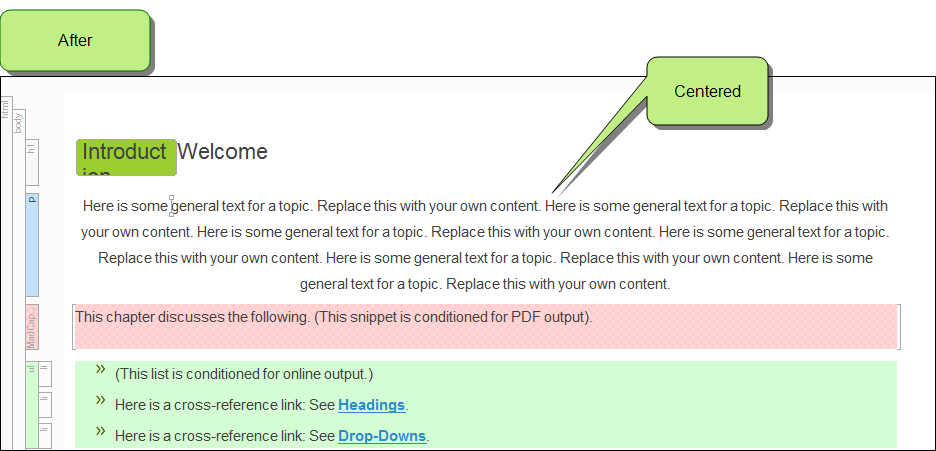 After
Centered
html
body
h1
Introduct Welcome
ion
p
Here is some general text for a topic. Replace this with your own content. Here is some general text for a topic. Replace this with
your own content. Here is some general text for a topic. Replace this with your own content. Here is some general text for a topic.
Replace this with your own content. Here is some general text for a topic. Replace this with your own content. Here is some
general text for a topic. Replace this with your own content.
MadCap...
This chapter discusses the following. (This snippet is conditioned for PDF output).
ul
li
» (This list is conditioned for online output.)
li
» Here is a cross-reference link: See Headings.
li
» Here is a cross-reference link: See Drop-Downs.